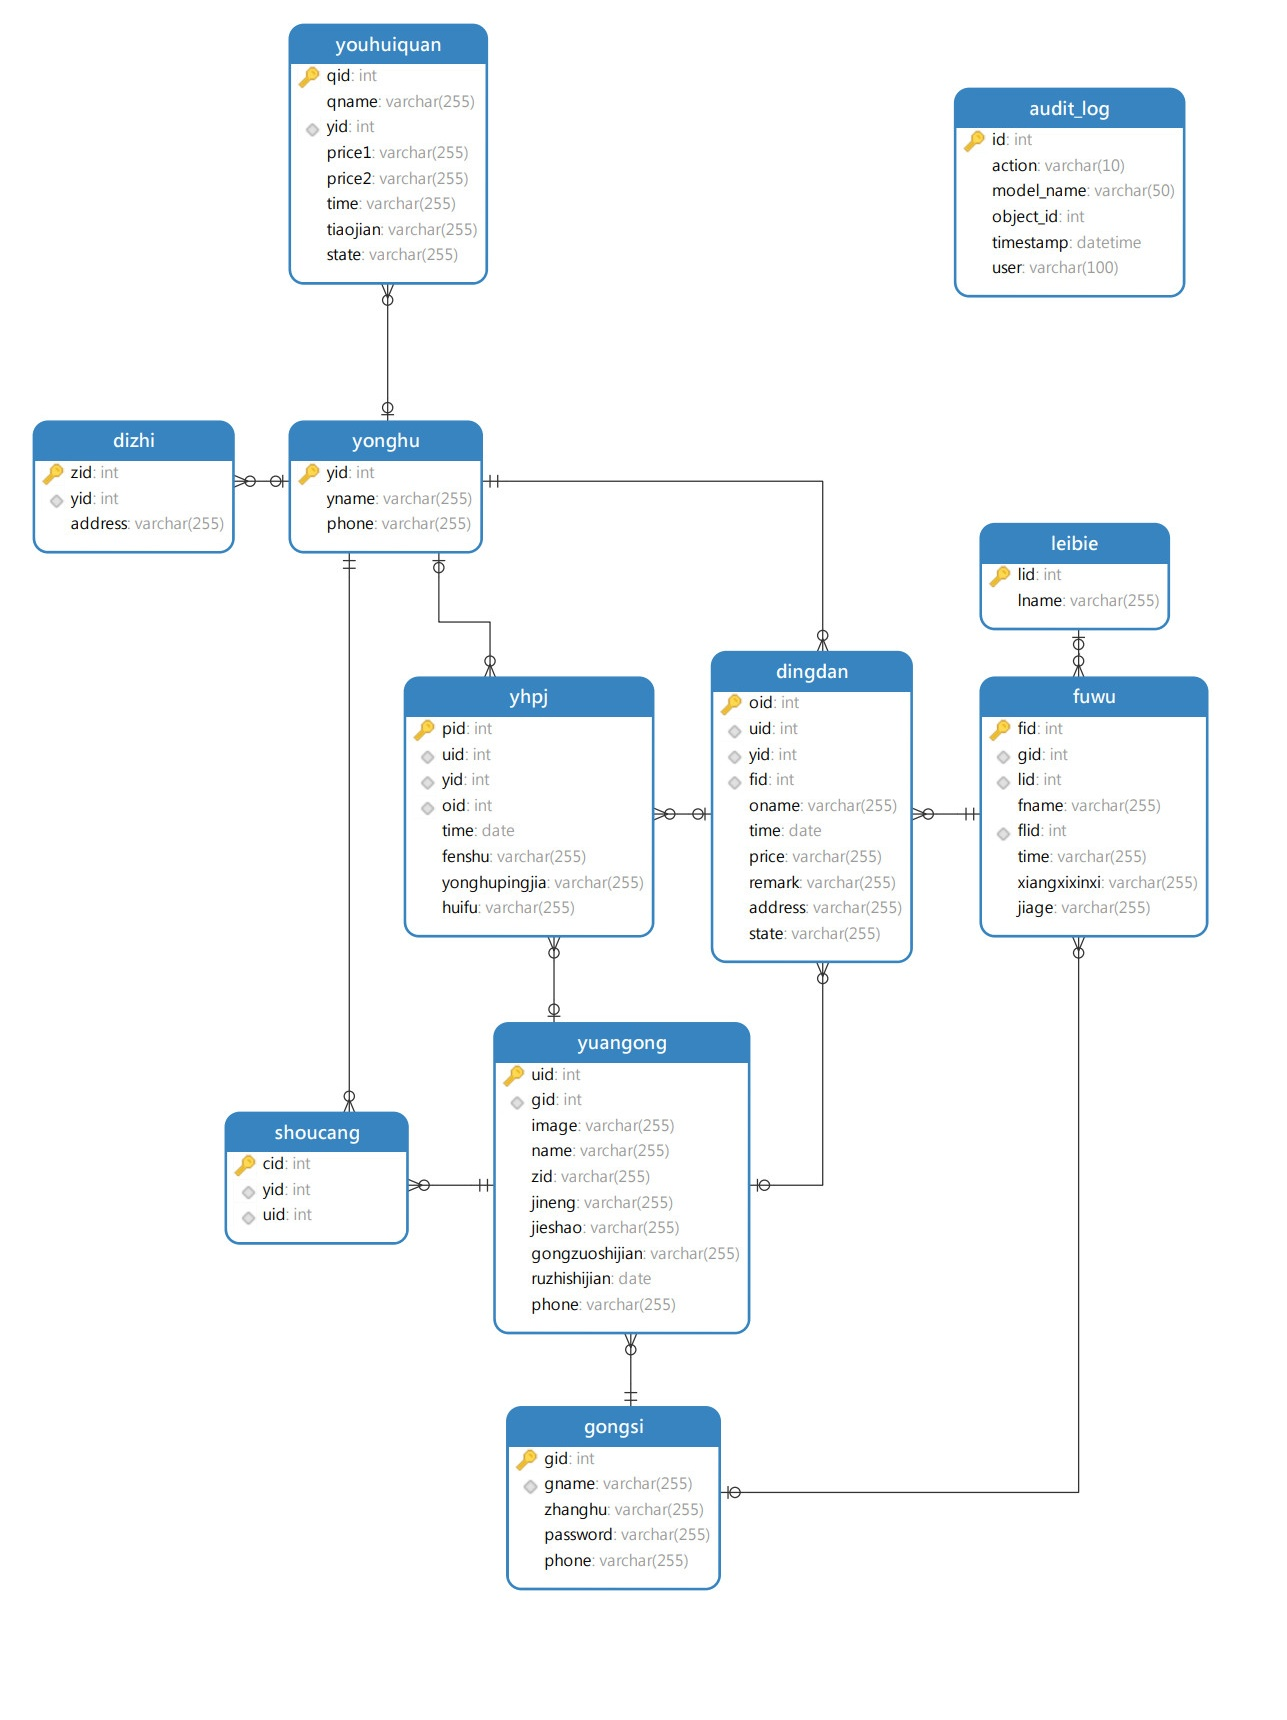 youhuiquan
qid: int
qname: varchar(255)
yid: int
price1: varchar(255)
price2: varchar(255)
time: varchar(255)
tiaojian: varchar(255)
state: varchar(255)
audit_log
id: int
action: varchar(10)
model_name: varchar(50)
object_id: int
timestamp: datetime
user: varchar(100)
dizhi
zid: int
yid: int
address: varchar(255)
yonghu
yid: int
yname: varchar(255)
phone: varchar(255)
leibie
lid: int
lname: varchar(255)
yhpj
pid: int
uid: int
yid: int
oid: int
time: date
fenshu: varchar(255)
yonghupingjia: varchar(255)
huifu: varchar(255)
dingdan
oid: int
uid: int
yid: int
fid: int
oname: varchar(255)
time: date
price: varchar(255)
remark: varchar(255)
address: varchar(255)
state: varchar(255)
fuwu
fid: int
gid: int
lid: int
fname: varchar(255)
flid: int
time: varchar(255)
xiangxixinxi: varchar(255)
jiage: varchar(255)
yuangong
uid: int
gid: int
image: varchar(255)
name: varchar(255)
zid: varchar(255)
jineng: varchar(255)
jieshao: varchar(255)
gongzuoshijian: varchar(255)
ruzhishijian: date
phone: varchar(255)
shoucang
cid: int
yid: int
uid: int
gongsi
gid: int
gname: varchar(255)
zhanghu: varchar(255)
password: varchar(255)
phone: varchar(255)